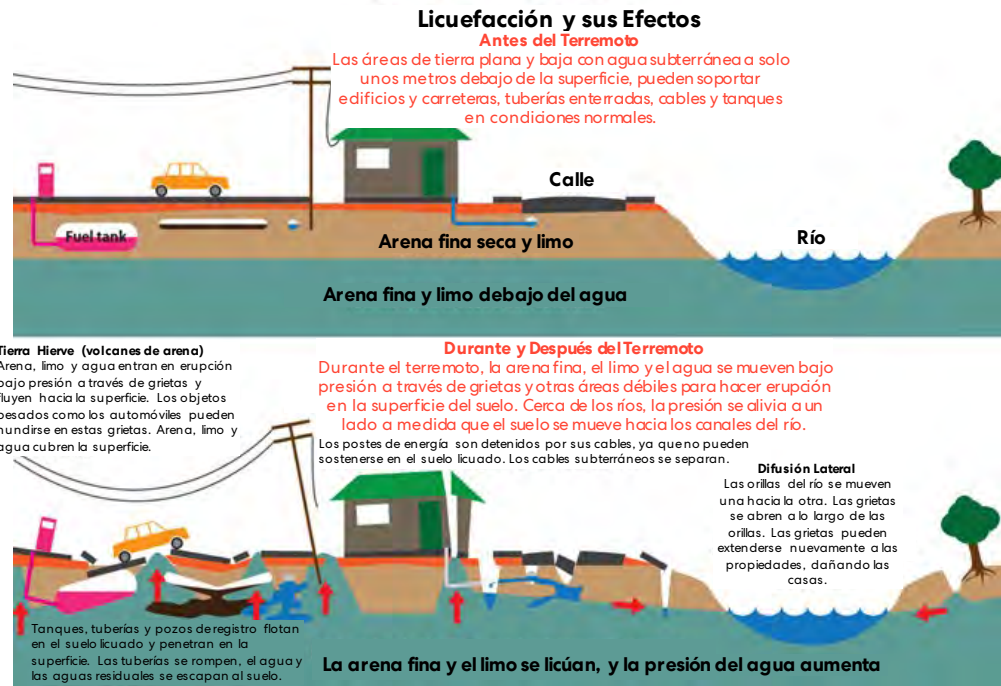 Licuefacción y sus Efectos
Antes del Terremoto
Las áreas de tierra plana y baja con agua subterránea a solo
unos metros debajo de la superficie, pueden soportar
edificios y carreteras, tuberías enterradas, cables y tanques
en condiciones normales.
Calle
Fuel tank
Arena fina seca y limo
Río
Arena fina y limo debajo del agua
Tierra Hierve (volcanes de arena)
Arena, limo y agua entran en erupción
bajo presión a través de grietas y
fluyen hacia la superficie. Los objetos
pesados como los automóviles pueden
hundirse en estas grietas. Arena, limo y
agua cubren la superficie.
Durante y Después del Terremoto
Durante el terremoto, la arena fina, el limo y el agua se mueven bajo
presión a través de grietas y otras áreas débiles para hacer erupción
en la superficie del suelo. Cerca de los ríos, la presión se alivia a un
lado a medida que el suelo se mueve hacia los canales del río.
Los postes de energía son detenidos por sus cables, ya que no pueden
sostenerse en el suelo licuado. Los cables subterráneos se separan.
Difusión Lateral
Las orillas del río se mueven
una hacia la otra. Las grietas
se abren a lo largo de las
orillas. Las grietas pueden
extenderse nuevamente a las
propiedades, dañando las
casas.
Tanques, tuberías y pozos de registro flotan
en el suelo licuado y penetran en la
superficie. Las tuberías se rompen, el agua y
las aguas residuales se escapan al suelo.
La arena fina y el limo se licúan, y la presión del agua aumenta